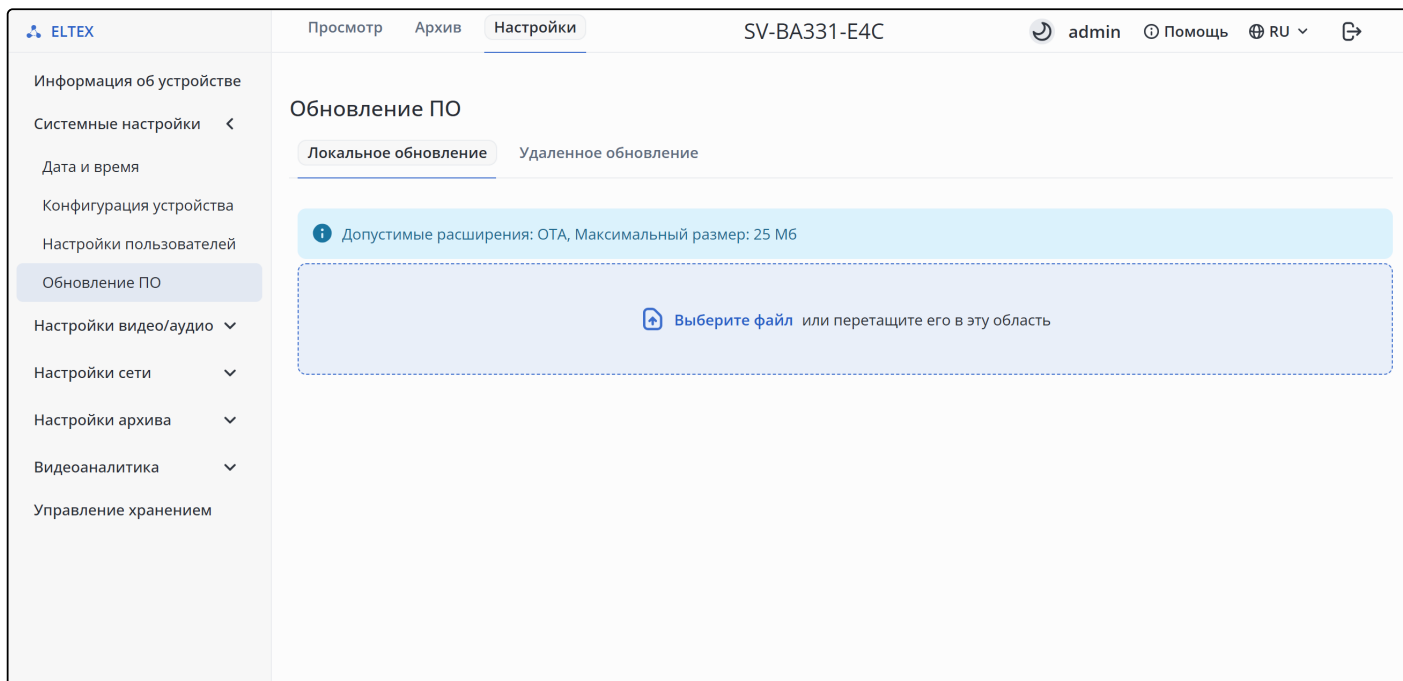 ELTEX
Просмотр Архив Настройки SV-BA331-E4C admin Помощь RU
Информация об устройстве
Системные настройки
Дата и время
Конфигурация устройства
Настройки пользователей
Обновление ПО
Настройки видео/аудио
Настройки сети
Настройки архива
Видеоаналитика
Управление хранением
Обновление ПО
Локальное обновление Удаленное обновление
Допустимые расширения: OTA, Максимальный размер: 25 Мб
Выберите файл или перетащите его в эту область